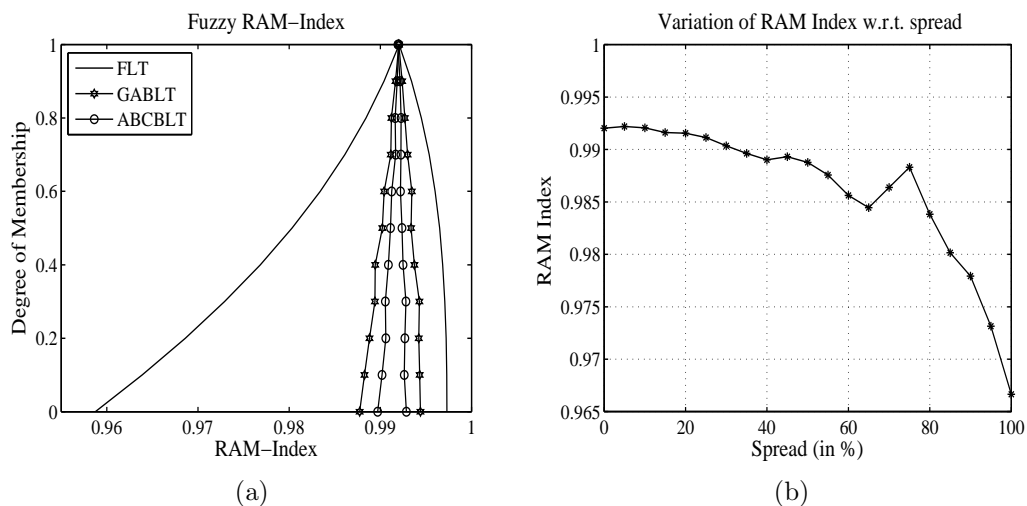 Fuzzy RAM−Index
1
0.8
0.6
0.4
0.2
0
Degree of Membership
FLT
GABLT
ABCBLT
0.96 0.97 0.98 0.99 1
RAM−Index
(a)
Variation of RAM Index w.r.t. spread
1
0.995
0.99
0.985
0.98
0.975
0.97
0.965
RAM Index
0 20 40 60 80 100
Spread (in %)
(b)